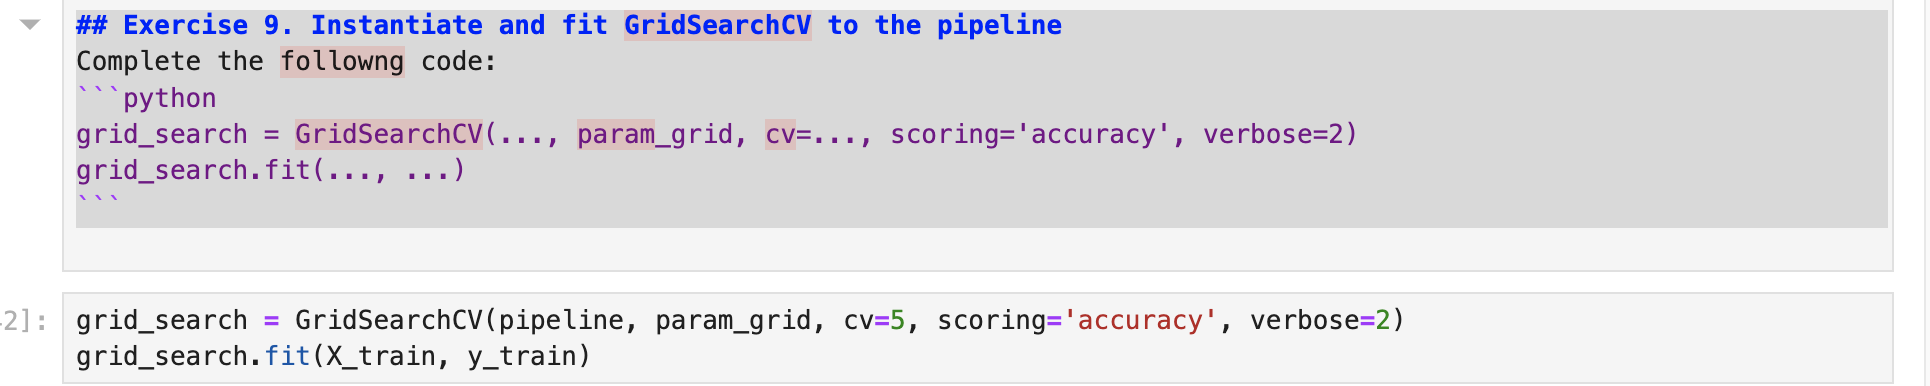 ## Exercise 9. Instantiate and fit GridSearchCV to the pipeline
Complete the followng code:
```python
grid_search = GridSearchCV(..., param_grid, cv=..., scoring='accuracy', verbose=2)
grid_search.fit(..., ...)
```
2]:
grid_search = GridSearchCV(pipeline, param_grid, cv=5, scoring='accuracy', verbose=2)
grid_search.fit(X_train, y_train)